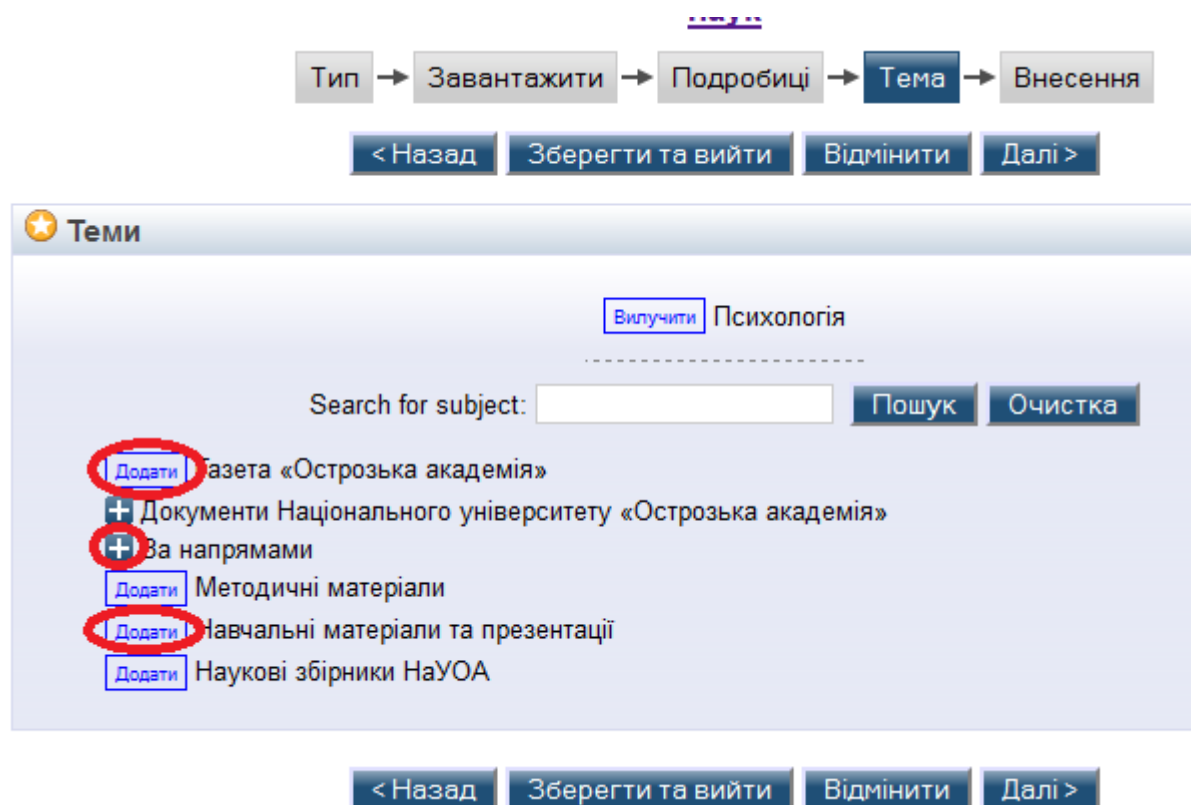 наук
Тип → Завантажити → Подробиці → Тема → Внесення
< Назад Зберегти та вийти Відмінити Далі >
Теми
Вилучити Психологія
Search for subject: Пошук Очистка
Додати Газета «Острозька академія»
Документи Національного університету «Острозька академія»
За напрямами
Додати Методичні матеріали
Додати Навчальні матеріали та презентації
Додати Наукові збірники НаУОА
< Назад Зберегти та вийти Відмінити Далі >